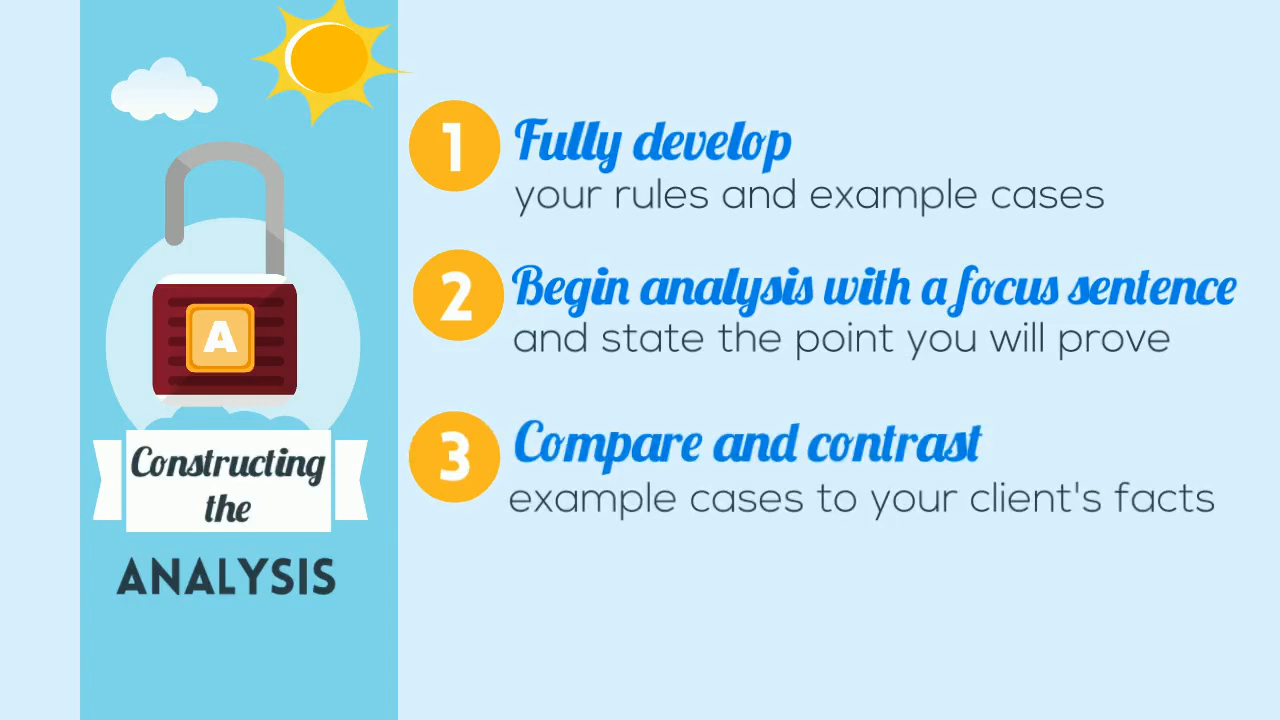 A
Constructing
the
ANALYSIS
1
Fully develop
your rules and example cases
2
Begin analysis with a focus sentence
and state the point you will prove
3
Compare and contrast
example cases to your client's facts